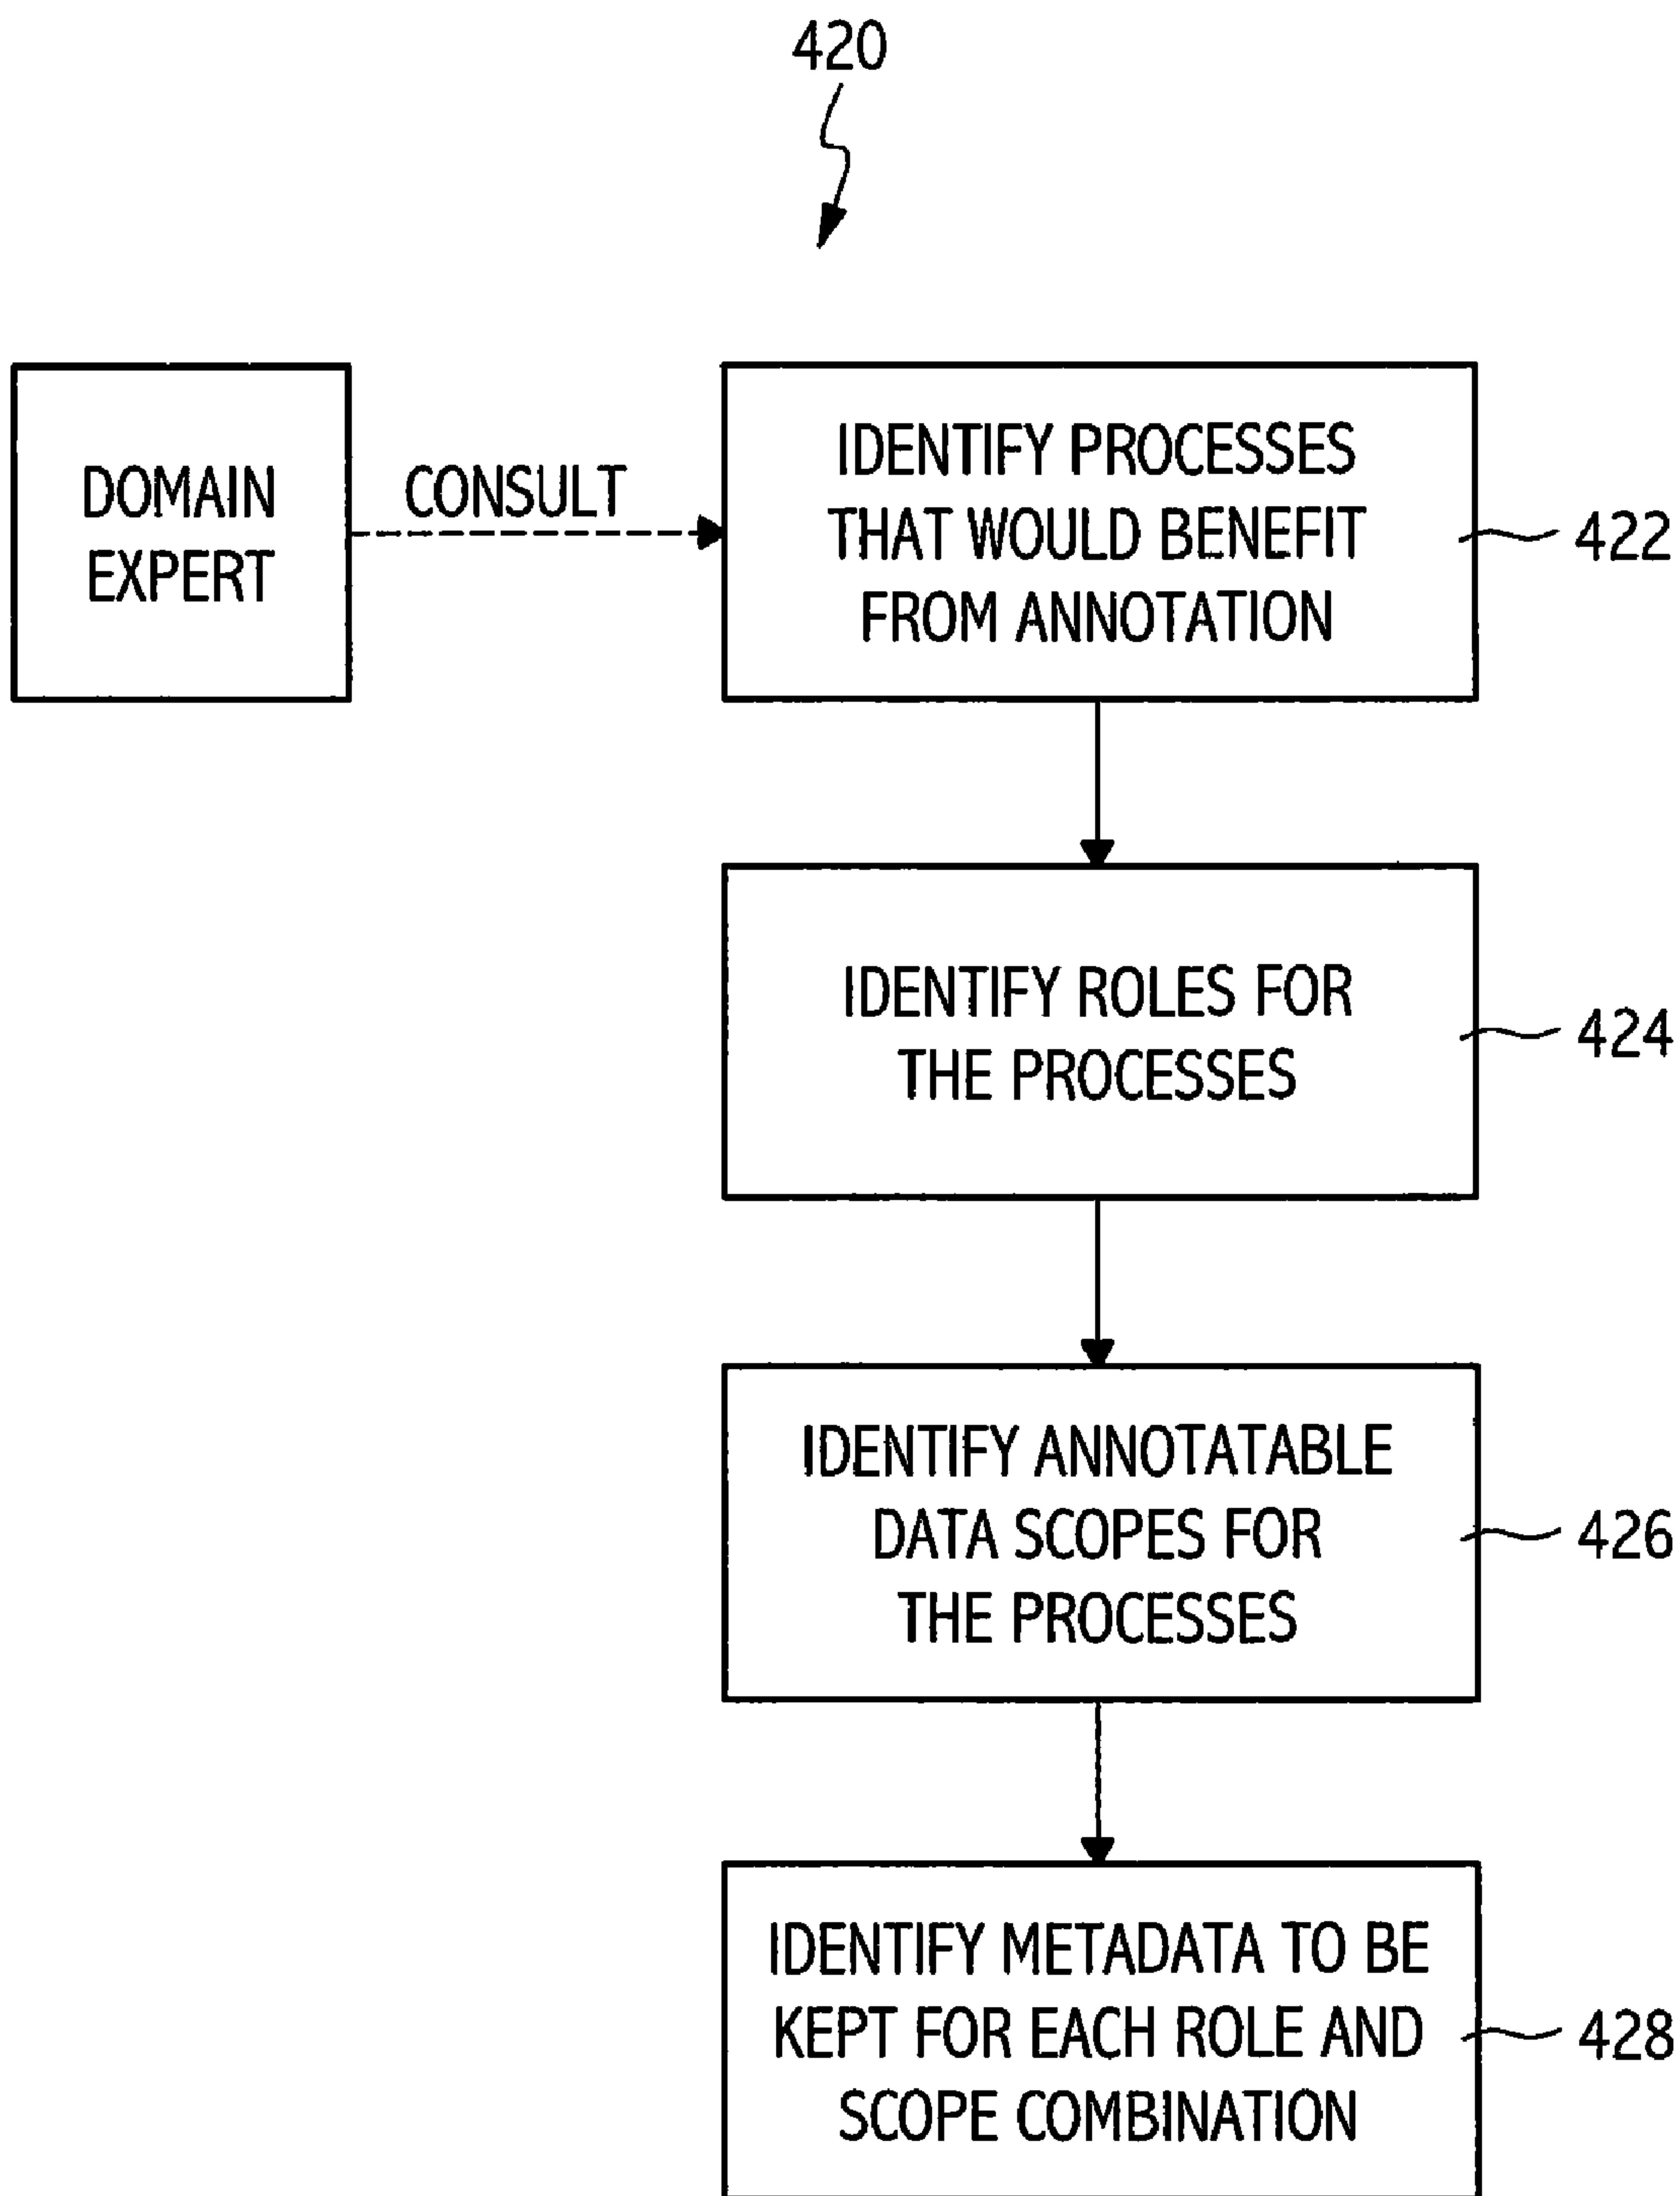 420
DOMAIN
EXPERT
CONSULT
IDENTIFY PROCESSES
THAT WOULD BENEFIT
FROM ANNOTATION
422
IDENTIFY ROLES FOR
THE PROCESSES
424
IDENTIFY ANNOTATABLE
DATA SCOPES FOR
THE PROCESSES
426
IDENTIFY METADATA TO BE
KEPT FOR EACH ROLE AND
SCOPE COMBINATION
428